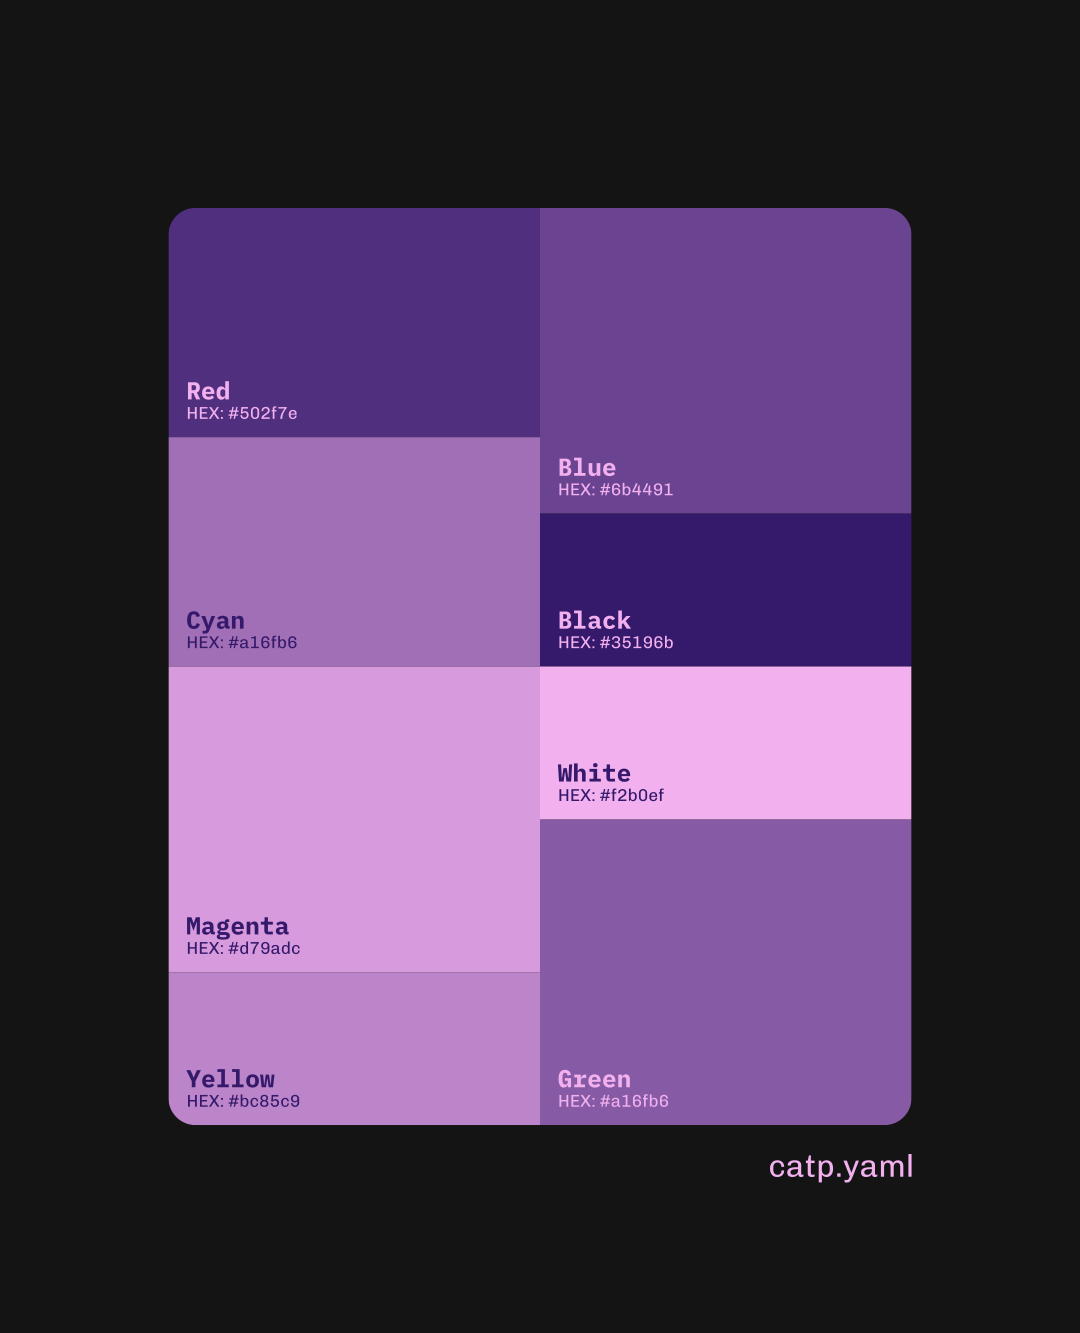 Red
HEX: #502f7e
Blue
HEX: #6b4491
Cyan
HEX: #a16fb6
Black
HEX: #35196b
White
HEX: #f2b0ef
Magenta
HEX: #d79adc
Yellow
HEX: #bc85c9
Green
HEX: #a16fb6
catp.yaml